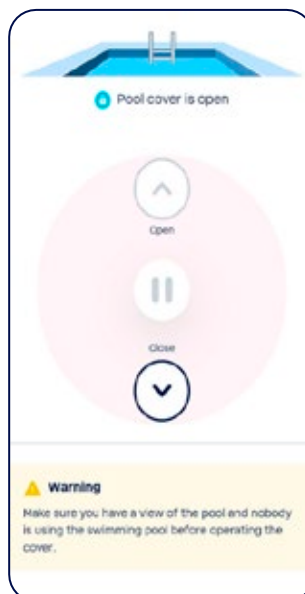 Pool cover is open
Open
Close
Warning
Make sure you have a view of the pool and nobody
is using the swimming pool before operating the
cover.